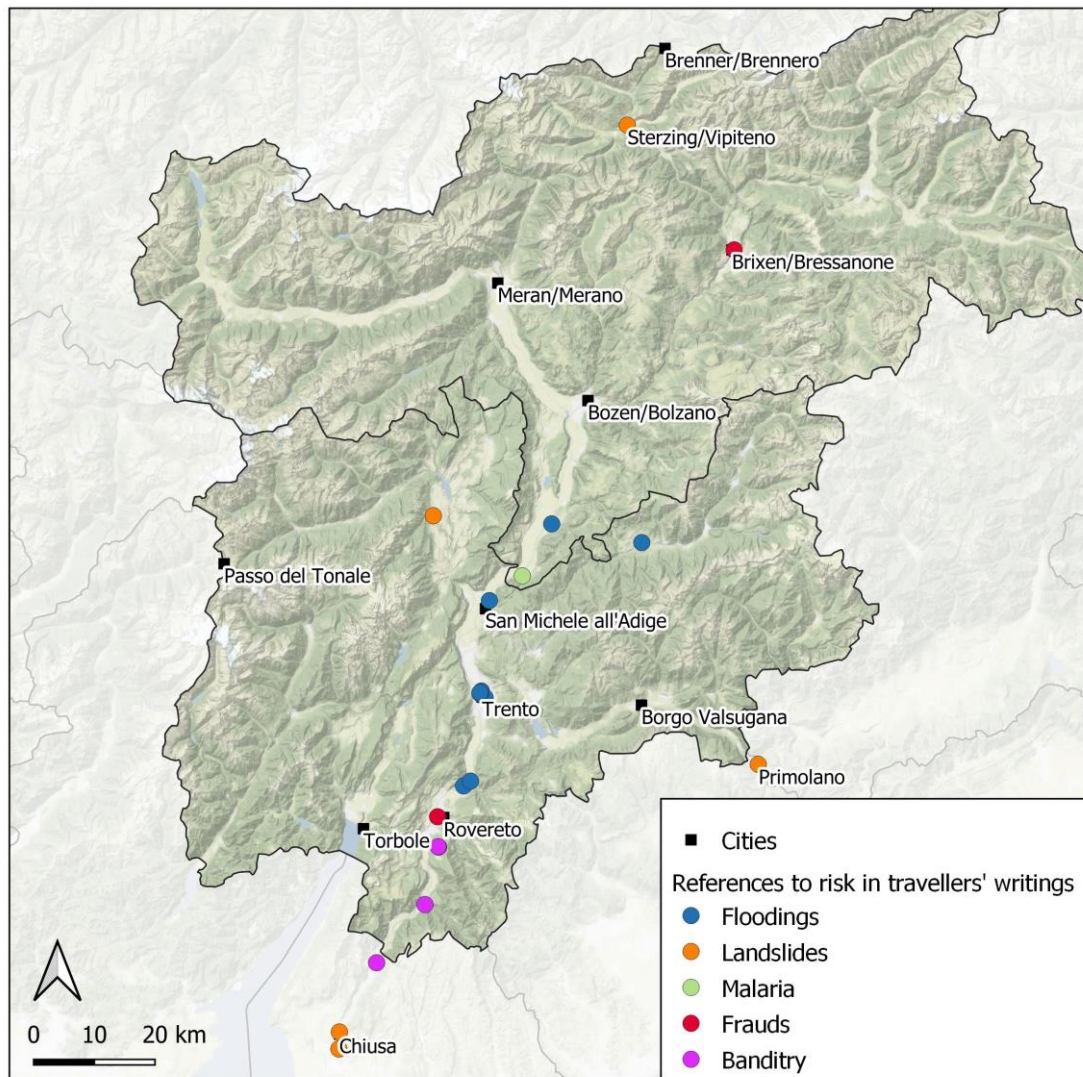 Brenner/Brennero
Sterzing/Vipiteno
Brixen/Bressanone
Meran/Merano
Bozen/Bolzano
Passo del Tonale
San Michele all'Adige
Trento
Borgo Valsugana
Primolano
Torbole
Rovereto
Chiusa
0 10 20 km
Cities
References to risk in travellers' writings
Floodings
Landslides
Malaria
Frauds
Banditry